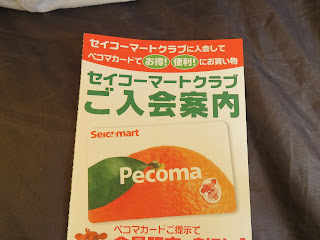 セイコーマートクラブに入会して
ペコマカードでお得!便利!にお買い物
セイコーマートクラブ
ご入会案内
Seicomart
Pecoma
ペコマカードご提示で